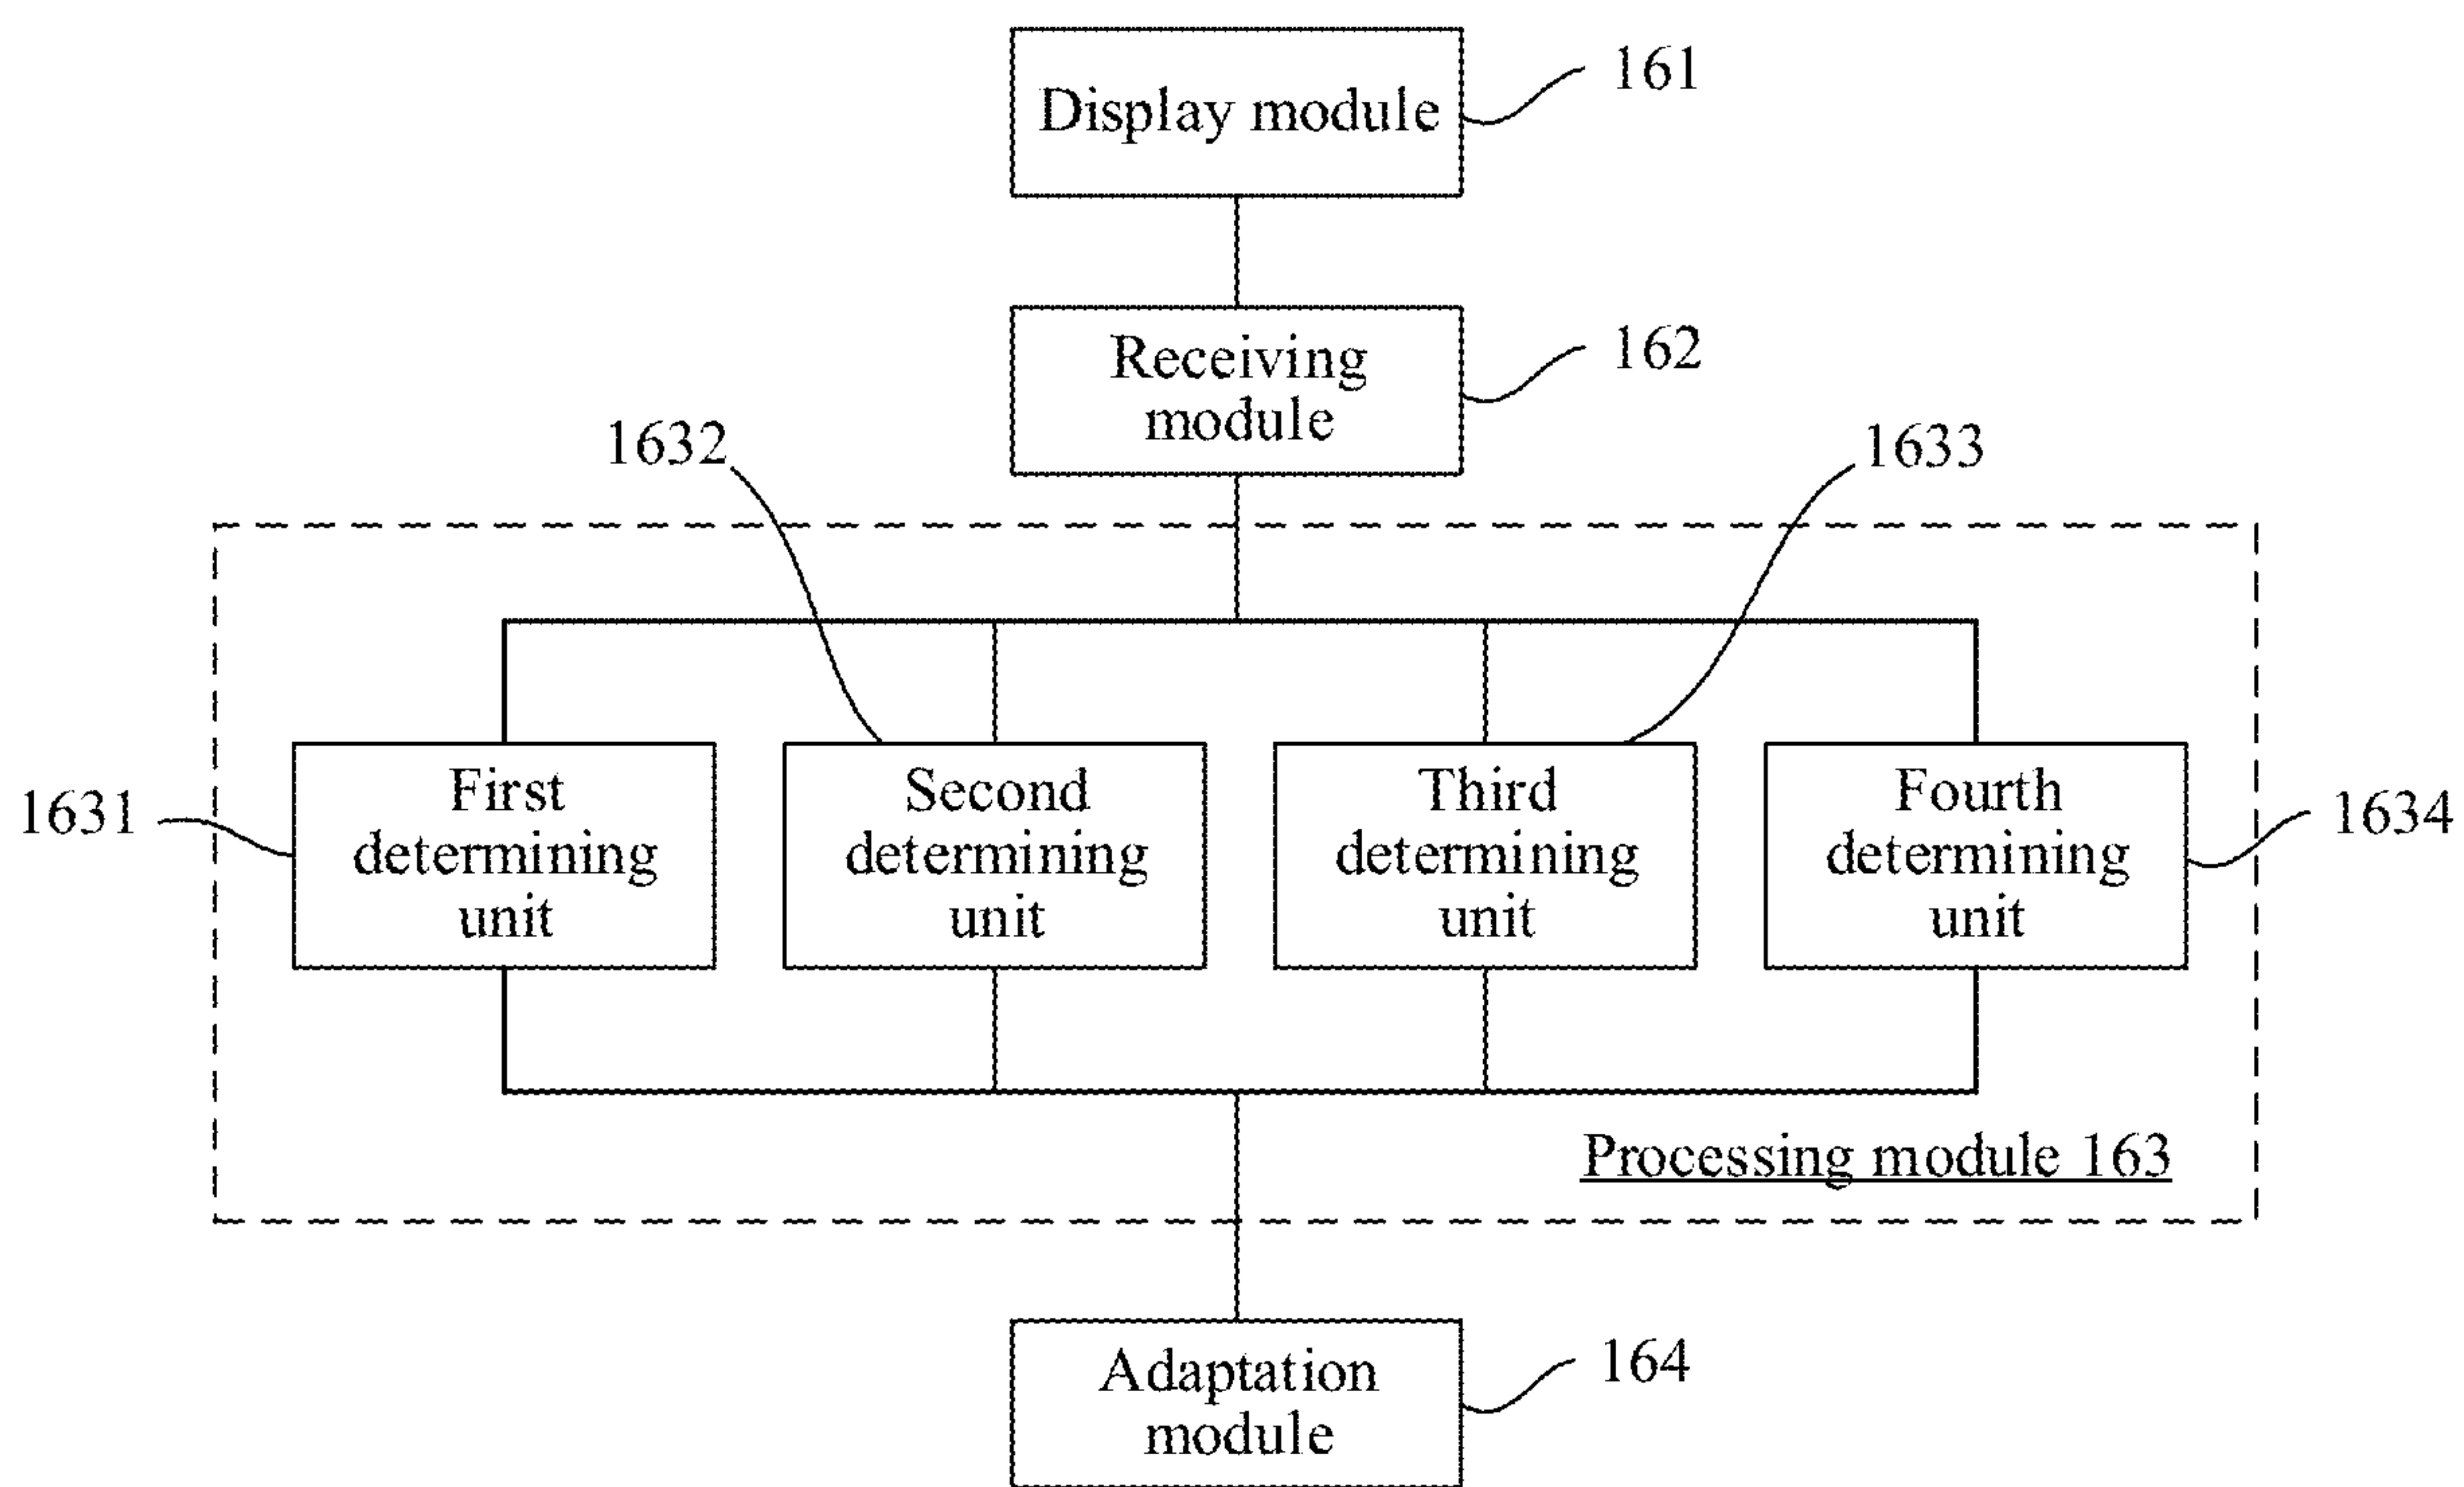 Display module
161
Receiving
module
162
1632
1633
1631
First
determining
unit
Second
determining
unit
Third
determining
unit
Fourth
determining
unit
1634
Processing module 163
Adaptation
module
164